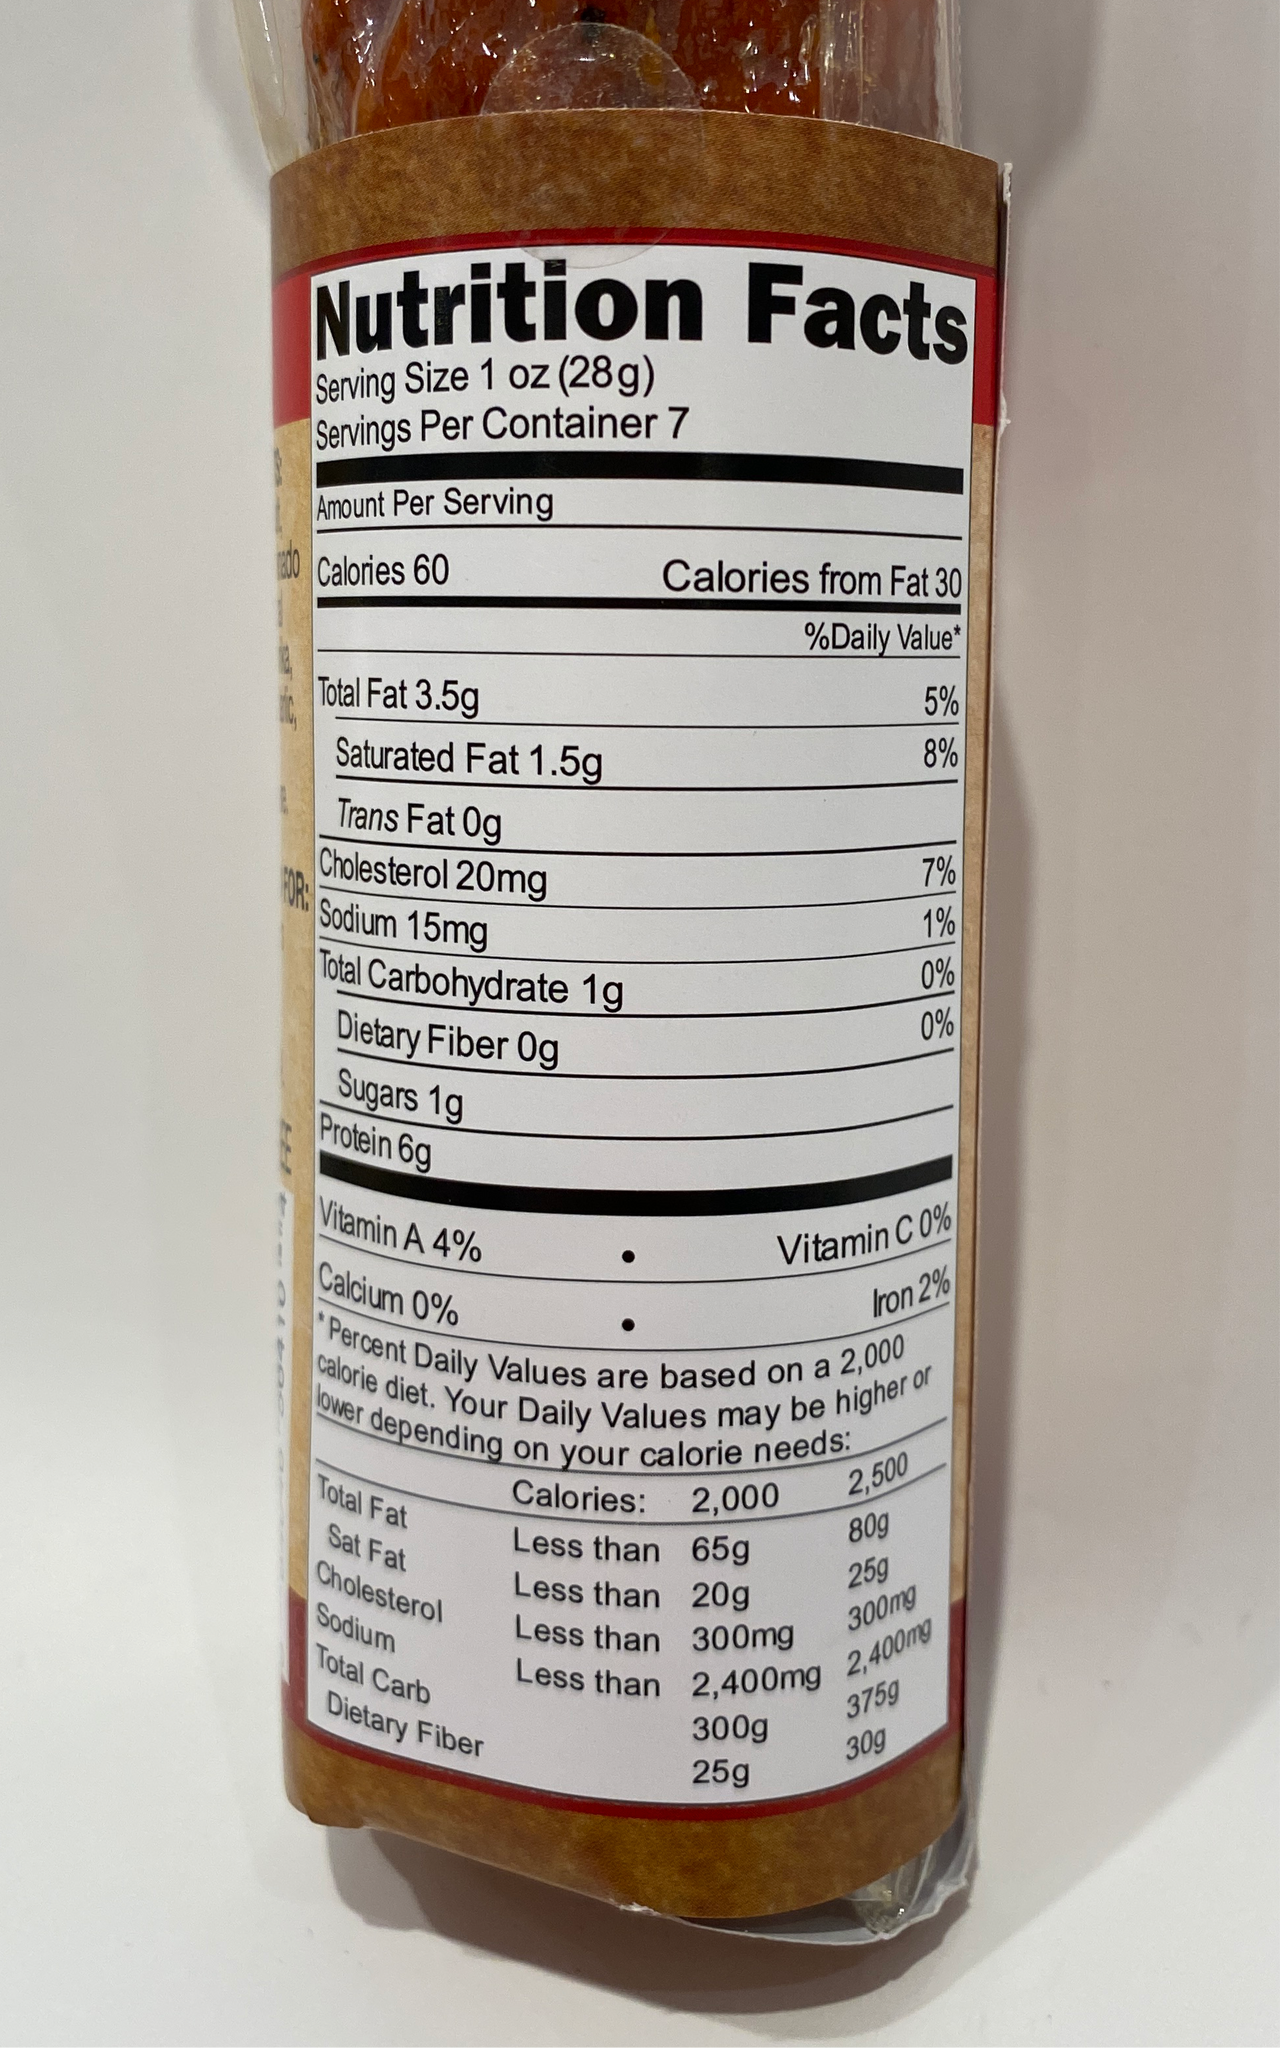 Nutrition Facts
Serving Size 1 oz (28g)
Servings Per Container 7
Amount Per Serving
Calories 60 Calories from Fat 30
%Daily Value*
Total Fat 3.5g 5%
Saturated Fat 1.5g 8%
Trans Fat 0g
Cholesterol 20mg 7%
Sodium 15mg 1%
Total Carbohydrate 1g 0%
Dietary Fiber 0g 0%
Sugars 1g
Protein 6g
Vitamin A 4% • Vitamin C 0%
Calcium 0% • Iron 2%
*Percent Daily Values are based on a 2,000
calorie diet. Your Daily Values may be higher or
lower depending on your calorie needs:
Calories: 2,000 2,500
Total Fat Less than 65g 80g
Sat Fat Less than 20g 25g
Cholesterol Less than 300mg 300mg
Sodium Less than 2,400mg 2,400mg
Total Carb 300g 375g
Dietary Fiber 25g 30g
FOR: